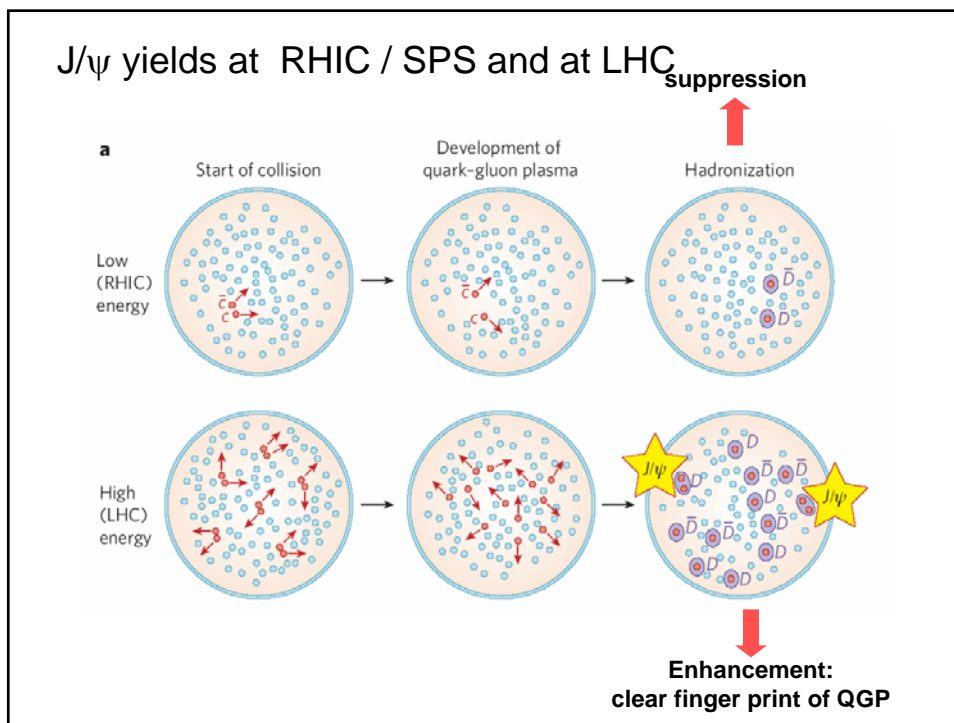 J/ψ yields at RHIC / SPS and at LHC
suppression
a
Start of collision
Development of
quark–gluon plasma
Hadronization
Low
(RHIC)
energy
c̅
c
c̅
c
D̅
D
High
(LHC)
energy
J/ψ
D
D
D̅
D̅
D
J/ψ
D̅
D̅
D̅
D
D
D
Enhancement:
clear finger print of QGP